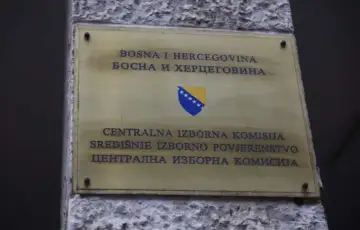 BOSNA I HERCEGOVINA
БОСНА И ХЕРЦЕГОВИНА
CENTRALNA IZBORNA KOMISIJA
SREDIŠNJE IZBORNO POVJERENSTVO
ЦЕНТРАЛНА ИЗБОРНА КОМИСИЈА